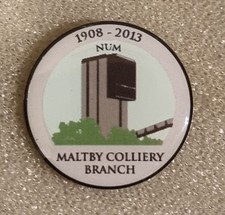 1908 - 2013
NUM
MALTBY COLLIERY
BRANCH